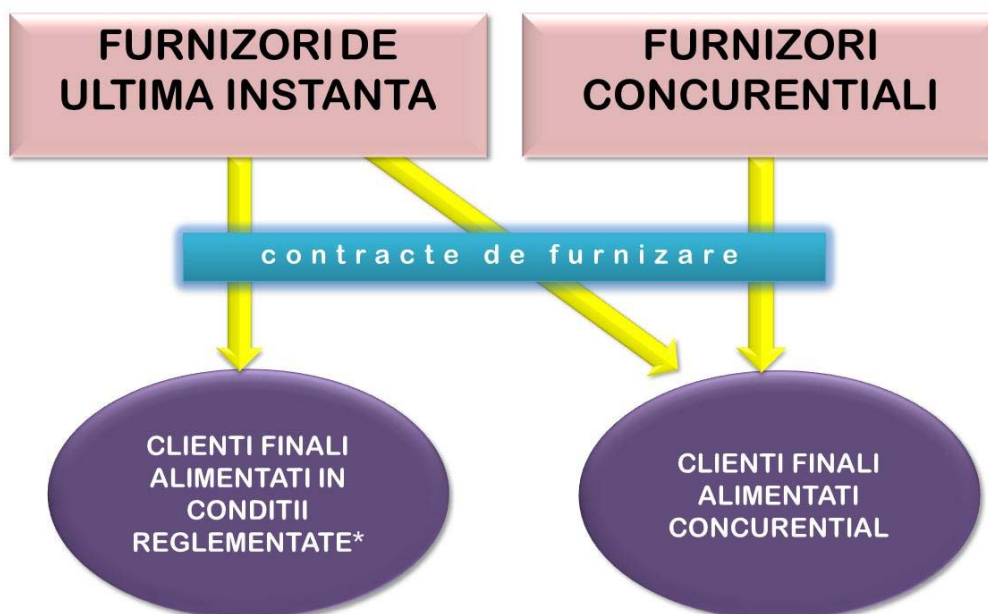 FURNIZORI DE
ULTIMA INSTANTA
FURNIZORI
CONCURENTIALI
contracte de furnizare
CLIENTI FINALI
ALIMENTATI IN
CONDITII
REGLEMENTATE*
CLIENTI FINALI
ALIMENTATI
CONCURENTIAL